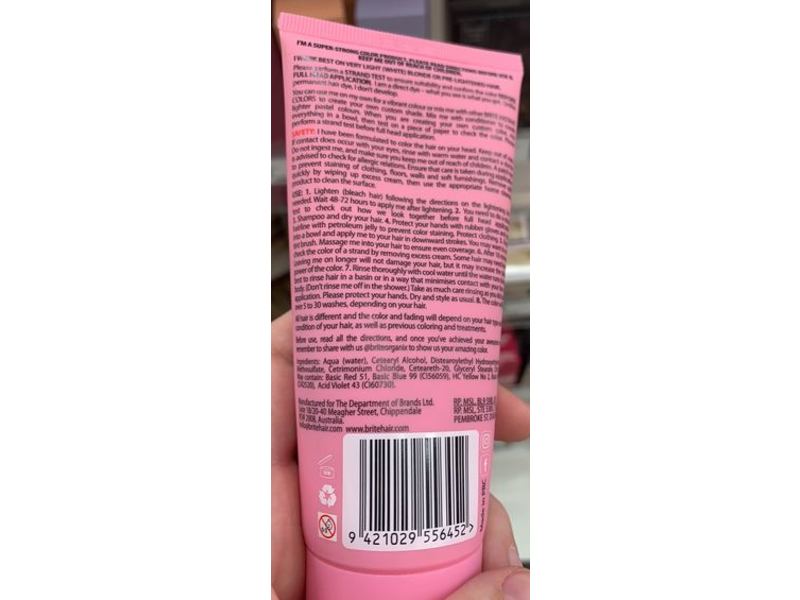 I'M A SUPER-STRONG COLOR PRODUCT, PLEASE READ DIRECTIONS BEFORE USE &
KEEP ME OUT OF REACH OF CHILDREN.
I WORK BEST ON VERY LIGHT (WHITE) BLONDE OR PRE-LIGHTENED HAIR.
Please perform a STRAND TEST to ensure suitability and confirm the color BEFORE
FULL HEAD APPLICATION. I am a direct dye – what you see is what you get.
permanent hair dye, I don't develop.
You can use me on my own for a vibrant colour or mix me with other BRITE
COLORS to create your own custom shade. Mix me with
lighter pastel colours. When you are creating your own custom
everything in a bowl, then test on a piece of paper to check the
perform a strand test before full head application.
SAFETY: I have been formulated to color the hair on your head. Keep out of
If contact does occur with your eyes, rinse with warm water and contact a
Do not ingest me, and make sure you keep me out of reach of children. A
is advised to check for allergic relations. Ensure that care is taken during
to prevent staining of clothing, floors, walls and soft furnishings.
quickly by wiping up excess cream, then use the appropriate home
product to clean the surface.
USE: 1. Lighten (bleach hair) following the directions on the lightening
needed. Wait 48-72 hours to apply me after lightening. 2. You need to do a
test to check out how we look together before full head application.
3. Shampoo and dry your hair. 4. Protect your hands with rubber gloves
hairline with petroleum jelly to prevent color staining. Protect clothing. 5.
into a bowl and apply me to your hair in downward strokes. You may want
tint brush. Massage me into your hair to ensure even coverage. 6. After
check the color of a strand by removing excess cream. Some hair may need
Leaving me on longer will not damage your hair, but it may increase the
power of the color. 7. Rinse thoroughly with cool water until the water
best to rinse hair in a basin or in a way that minimises contact with your
body. (Don't rinse me off in the shower.) Take as much care rinsing as you
application. Please protect your hands. Dry and style as usual. 8. The color
over 5 to 30 washes, depending on your hair.
All hair is different and the color and fading will depend on your hair type
condition of your hair, as well as previous coloring and treatments.
Before use, read all the directions, and once you've achieved your awesome
remember to share with us @briteorganix to show us your amazing color.
Ingredients: Aqua (water), Cetearyl Alcohol, Distearoylethyl Hydroxyethyl
Methosulfate, Cetrimonium Chloride, Ceteareth-20, Glyceryl Stearate,
May contain: Basic Red 51, Basic Blue 99 (CI56059), HC Yellow No 2,
Acid Violet 43 (CI60730).
Manufactured for The Department of Brands Ltd.
18/20-40 Meagher Street, Chippendale
NSW 2008, Australia.
info@britehair.com www.britehair.com
RP. MSL,
RP. MSL,
PEMBROKE ST,
Made in PRC
9 421029 556452 >